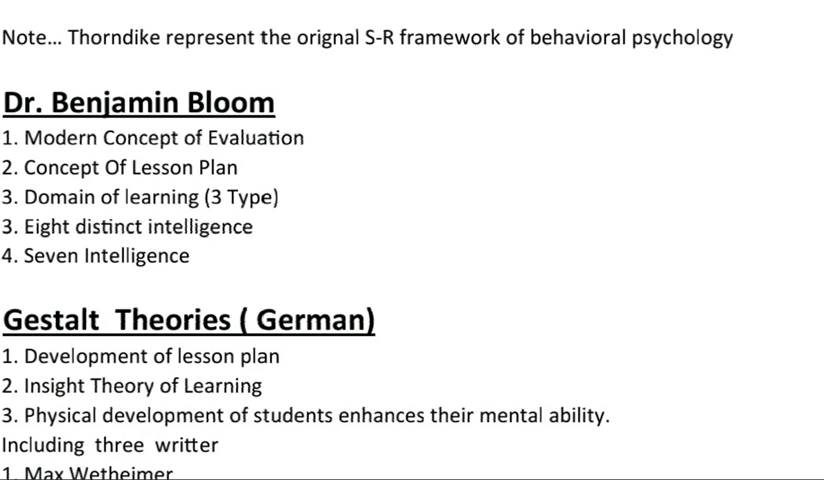 Note... Thorndike represent the orignal S-R framework of behavioral psychology
Dr. Benjamin Bloom
1. Modern Concept of Evaluation
2. Concept Of Lesson Plan
3. Domain of learning (3 Type)
3. Eight distinct intelligence
4. Seven Intelligence
Gestalt Theories ( German)
1. Development of lesson plan
2. Insight Theory of Learning
3. Physical development of students enhances their mental ability.
Including three writter
1. Max Wetheimer